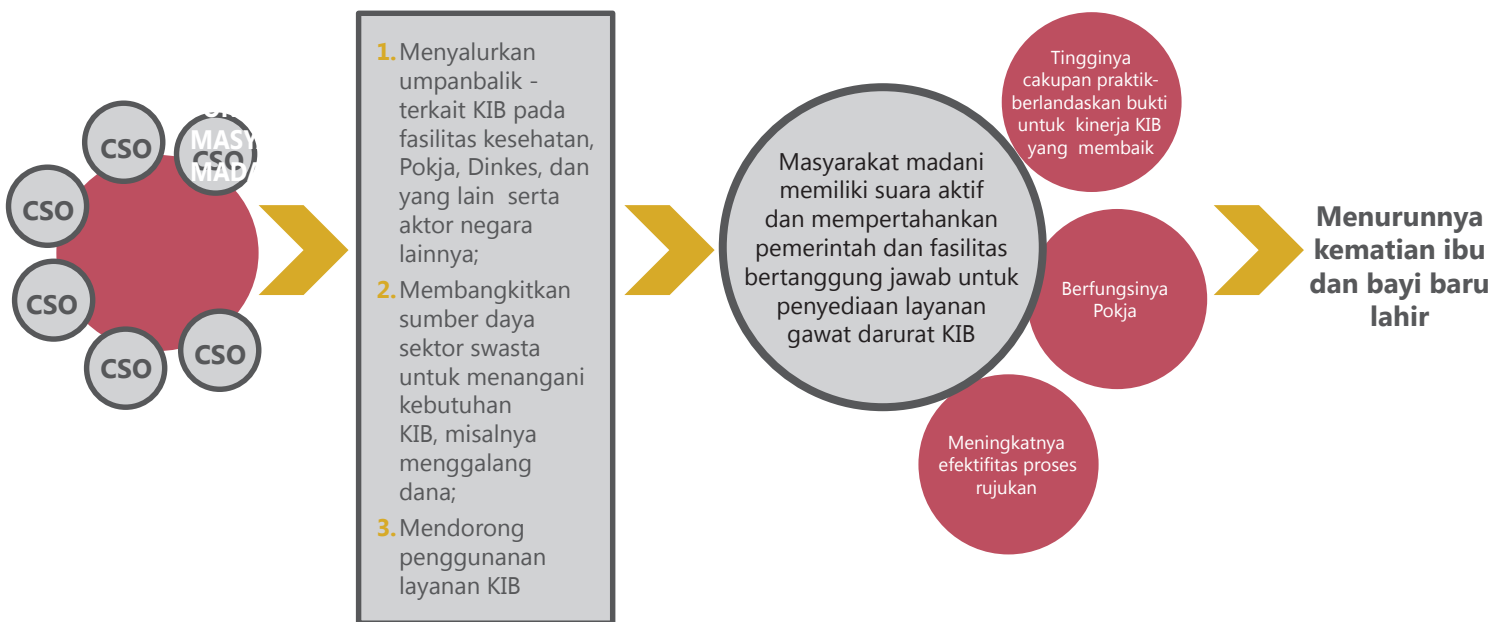 CSO
CSO
CSO
CSO
CSO
CSO
MASY
MADA
1. Menyalurkan
umpanbalik -
terkait KIB pada
fasilitas kesehatan,
Pokja, Dinkes, dan
yang lain serta
aktor negara
lainnya;
2. Membangkitkan
sumber daya
sektor swasta
untuk menangani
kebutuhan
KIB, misalnya
menggalang
dana;
3. Mendorong
penggunanan
layanan KIB
Masyarakat madani
memiliki suara aktif
dan mempertahankan
pemerintah dan fasilitas
bertanggung jawab untuk
penyediaan layanan
gawat darurat KIB
Tingginya
cakupan praktik-
berlandaskan bukti
untuk kinerja KIB
yang membaik
Berfungsinya
Pokja
Meningkatnya
efektifitas proses
rujukan
Menurunnya
kematian ibu
dan bayi baru
lahir